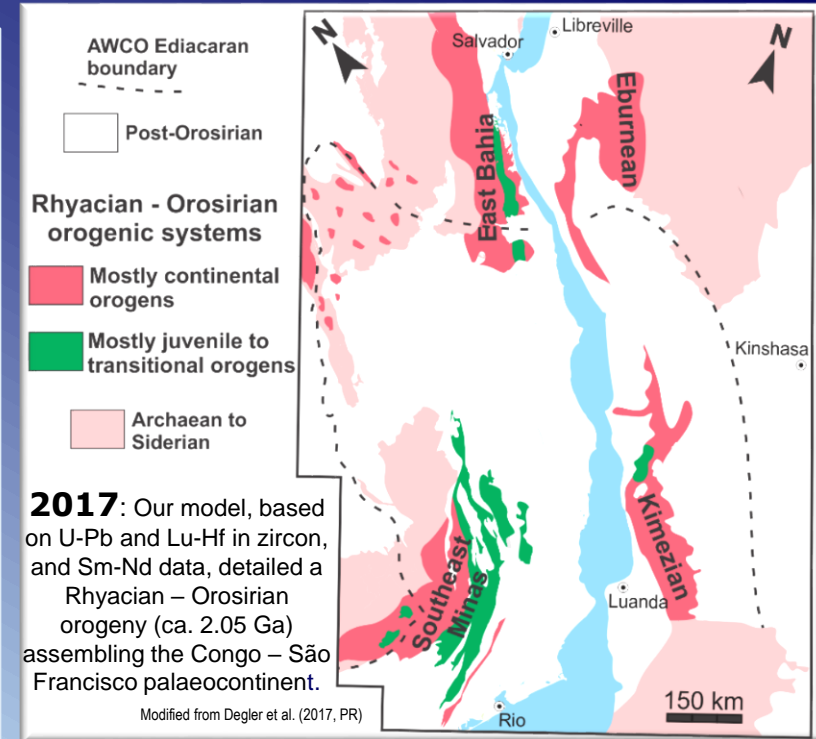 AWCO Ediacaran
boundary
Post-Orosirian
Rhyacian - Orosirian
orogenic systems
Mostly continental
orogens
Mostly juvenile to
transitional orogens
Archaean to
Siderian
2017: Our model, based
on U-Pb and Lu-Hf in zircon,
and Sm-Nd data, detailed a
Rhyacian – Orosirian
orogeny (ca. 2.05 Ga)
assembling the Congo – São
Francisco palaeocontinent.
Modified from Degler et al. (2017, PR)
N
Salvador
Libreville
N
East Bahia
Eburnean
Kinshasa
Southeast
Minas
Kimezian
Luanda
Rio
150 km